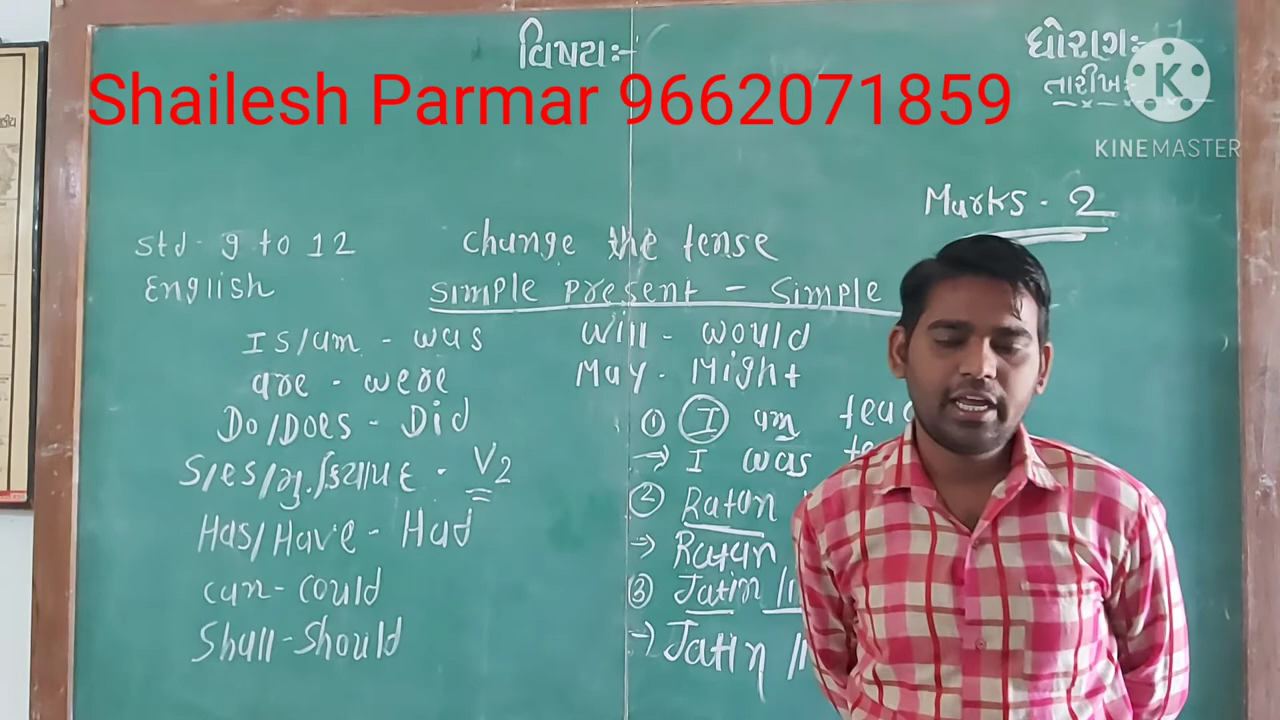 વિષયઃ-
ધોરણઃ-
તારીખઃ-
Shailesh Parmar 9662071859
KINEMASTER
Marks - 2
Std - 9 to 12
English
Change the tense
Simple Present - Simple
Is/am - was
are - were
Do/Does - Did
S/es/મુ. ક્રિયાપદ - V2
Has/Have - Had
can - could
Shall - Should
Will - would
May - Might
① I am
→ I was
② Ratan
→ Ratan
③ Jatin
→ Jatin